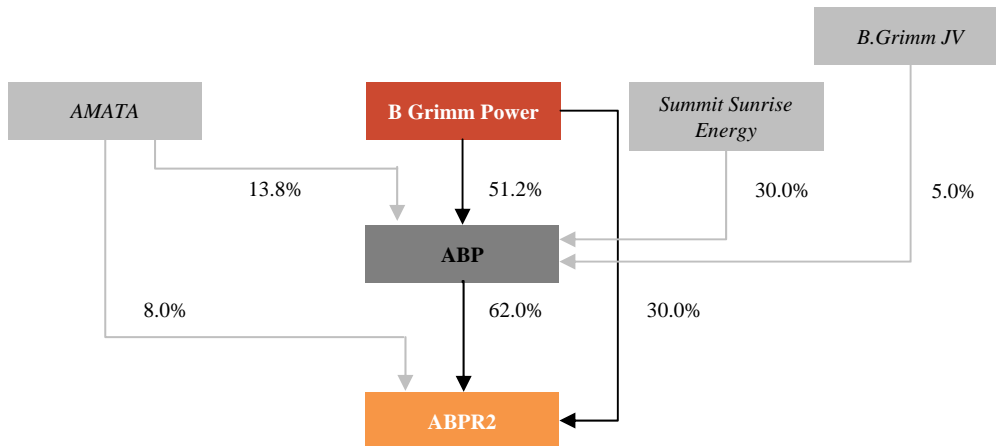 B.Grimm JV
AMATA
B Grimm Power
Summit Sunrise
Energy
13.8%
51.2%
30.0%
5.0%
ABP
8.0%
62.0%
30.0%
ABPR2